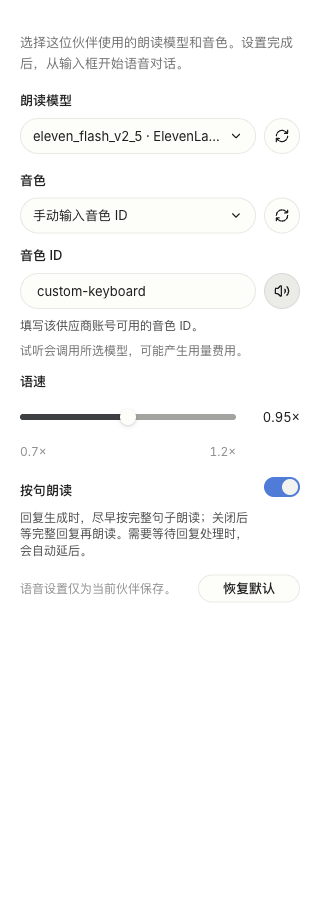 选择这位伙伴使用的朗读模型和音色。设置完成
后，从输入框开始语音对话。
朗读模型
eleven_flash_v2_5 · ElevenLa...
音色
手动输入音色 ID
音色 ID
custom-keyboard
填写该供应商账号可用的音色 ID。
试听会调用所选模型，可能产生用量费用。
语速
0.95×
0.7× 1.2×
按句朗读
回复生成时，尽早按完整句子朗读；关闭后
等完整回复再朗读。需要等待回复处理时，
会自动延后。
语音设置仅为当前伙伴保存。 恢复默认